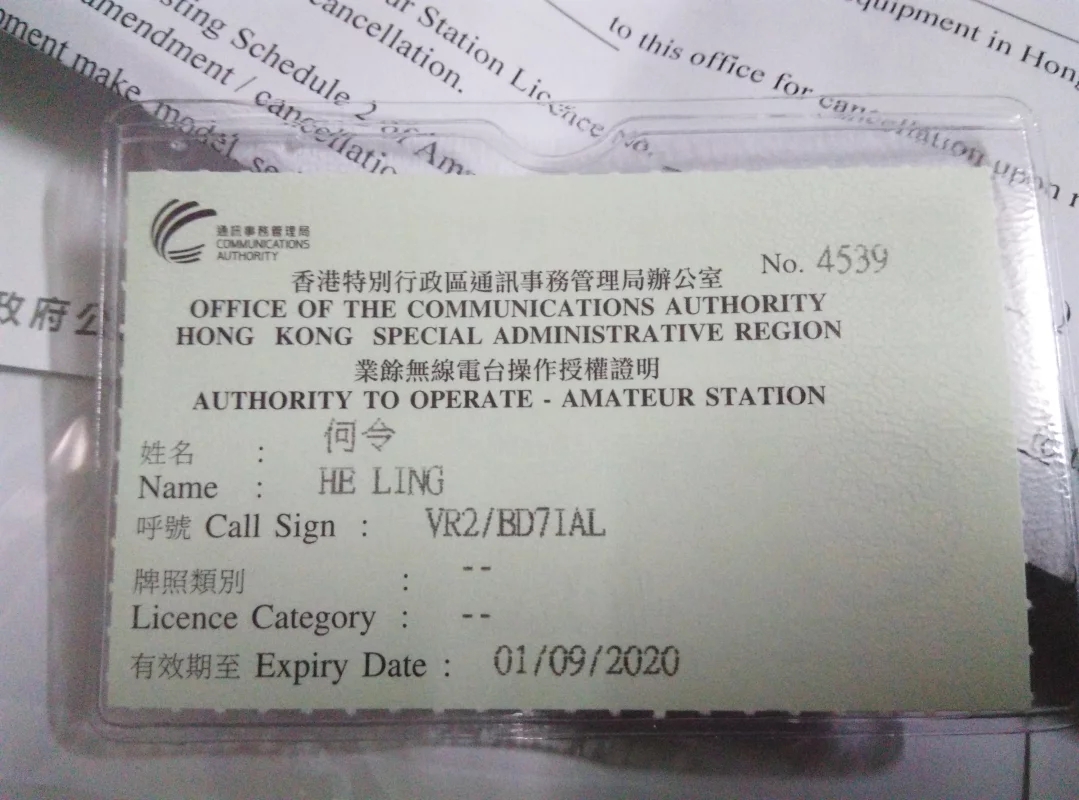 ur Station Licence No.
cancellation.
sting Schedule 2 of Am
amendment / cancellatio
pment make, model, se
quipment in Hong
to this office for cancellation upon r
政府公
通訊事務管理局
COMMUNICATIONS
AUTHORITY
No. 4539
香港特別行政區通訊事務管理局辦公室
OFFICE OF THE COMMUNICATIONS AUTHORITY
HONG KONG SPECIAL ADMINISTRATIVE REGION
業餘無線電台操作授權證明
AUTHORITY TO OPERATE - AMATEUR STATION
姓名 : 何令
Name : HE LING
呼號 Call Sign : VR2/BD7IAL
牌照類別 : --
Licence Category : --
有效期至 Expiry Date : 01/09/2020